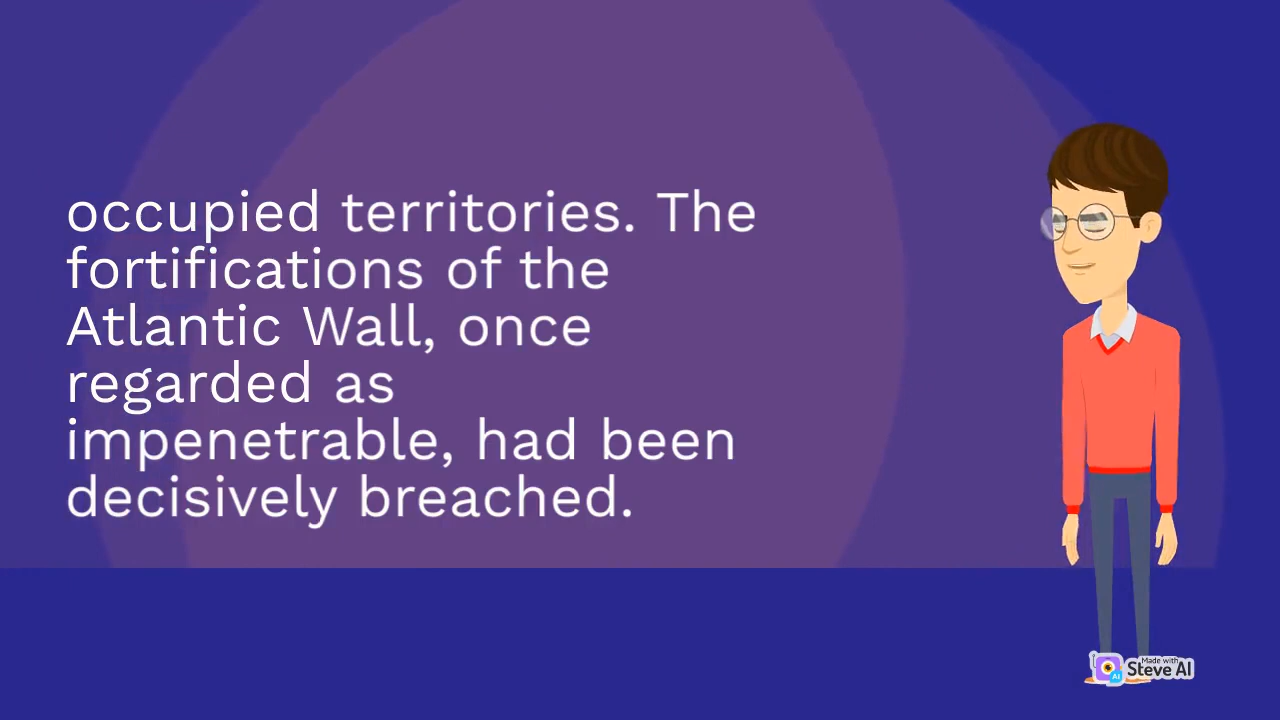 occupied territories. The
fortifications of the
Atlantic Wall, once
regarded as
impenetrable, had been
decisively breached.
Made with
Steve AI
AI